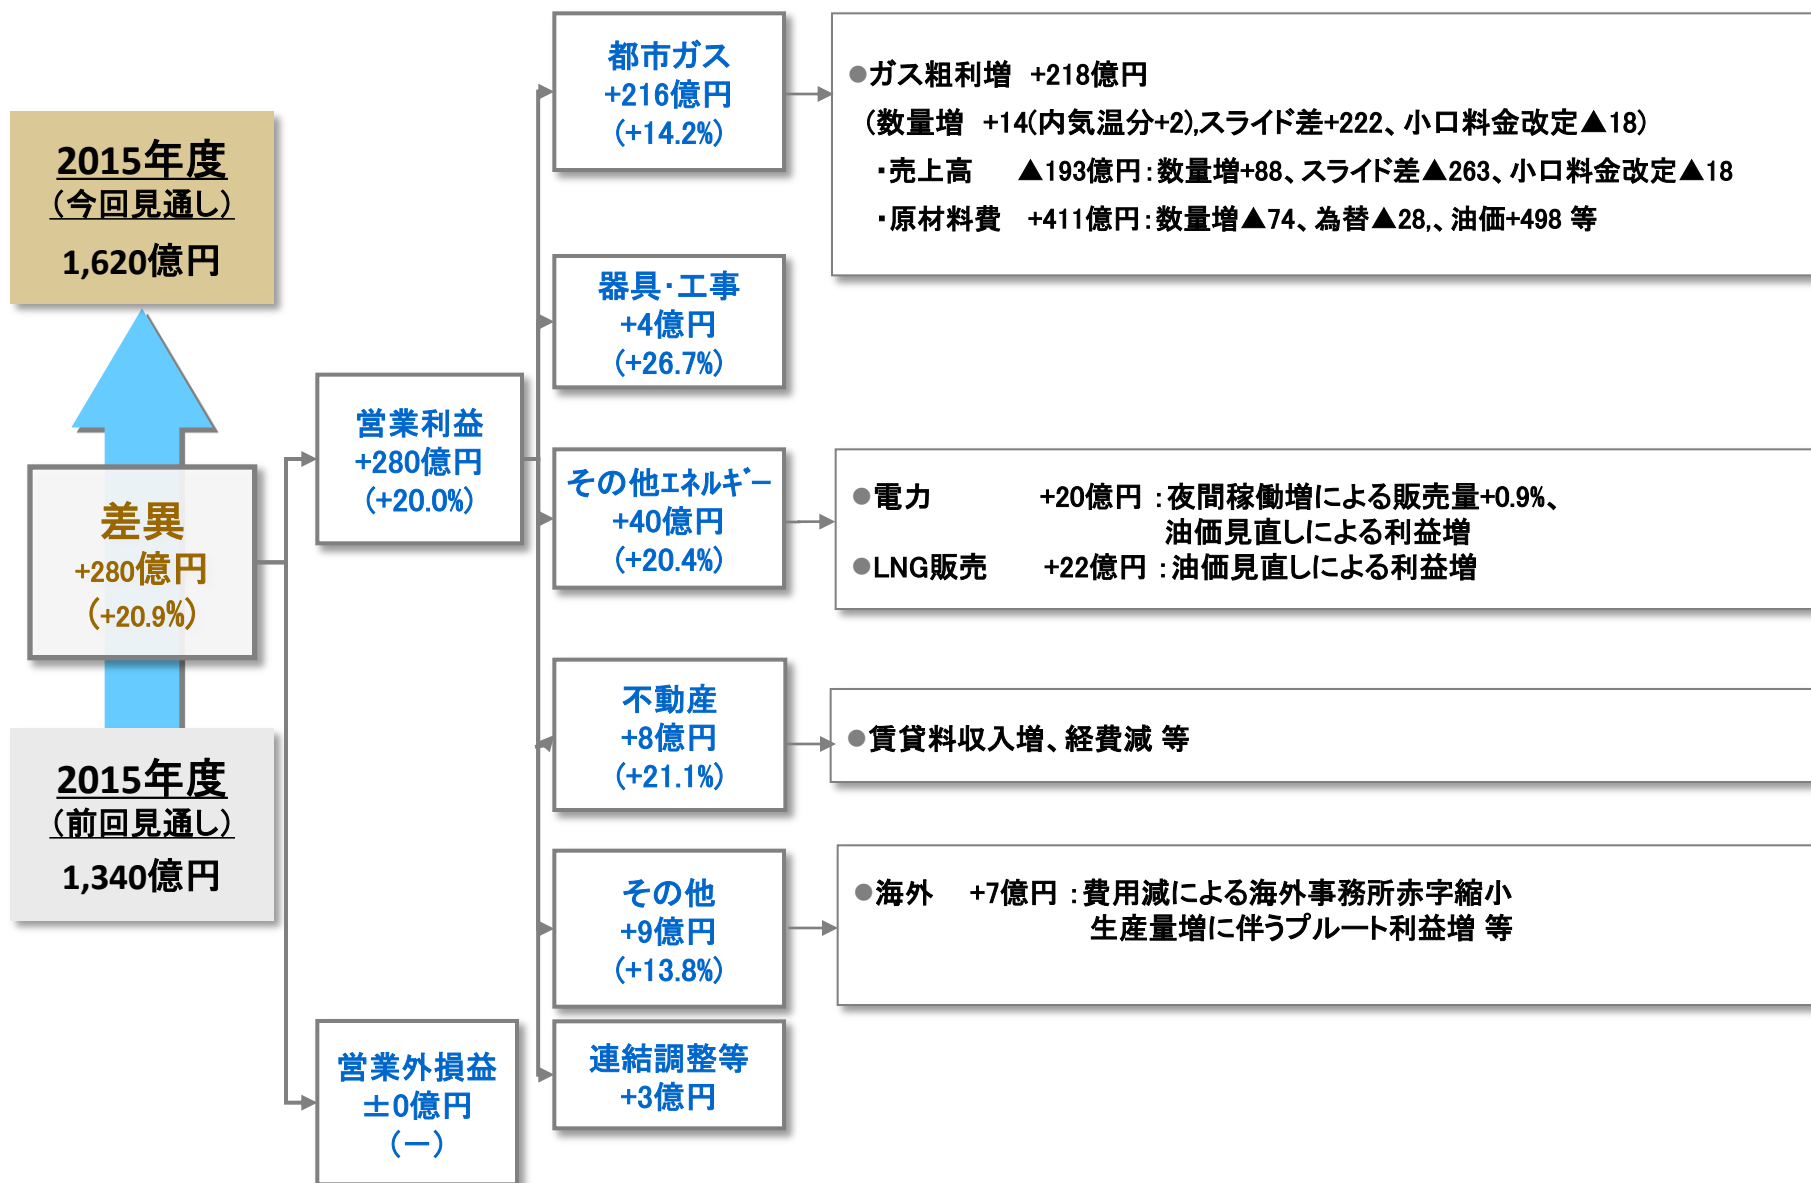 2015年度
（今回見通し）
1,620億円
差異
+280億円
（+20.9%）
2015年度
（前回見通し）
1,340億円
営業利益
+280億円
（+20.0%）
営業外損益
±0億円
（－）
都市ガス
+216億円
（+14.2%）
●ガス粗利増 +218億円
（数量増 +14(内気温分+2),スライド差+222、小口料金改定▲18）
・売上高 ▲193億円：数量増+88、スライド差▲263、小口料金改定▲18
・原材料費 +411億円：数量増▲74、為替▲28,、油価+498 等
器具・工事
+4億円
（+26.7%）
その他ｴﾈﾙｷﾞｰ
+40億円
（+20.4%）
●電力 +20億円：夜間稼働増による販売量+0.9%、
油価見直しによる利益増
●LNG販売 +22億円：油価見直しによる利益増
不動産
+8億円
（+21.1%）
●賃貸料収入増、経費減 等
その他
+9億円
（+13.8%）
●海外 +7億円：費用減による海外事務所赤字縮小
生産量増に伴うプルート利益増 等
連結調整等
+3億円